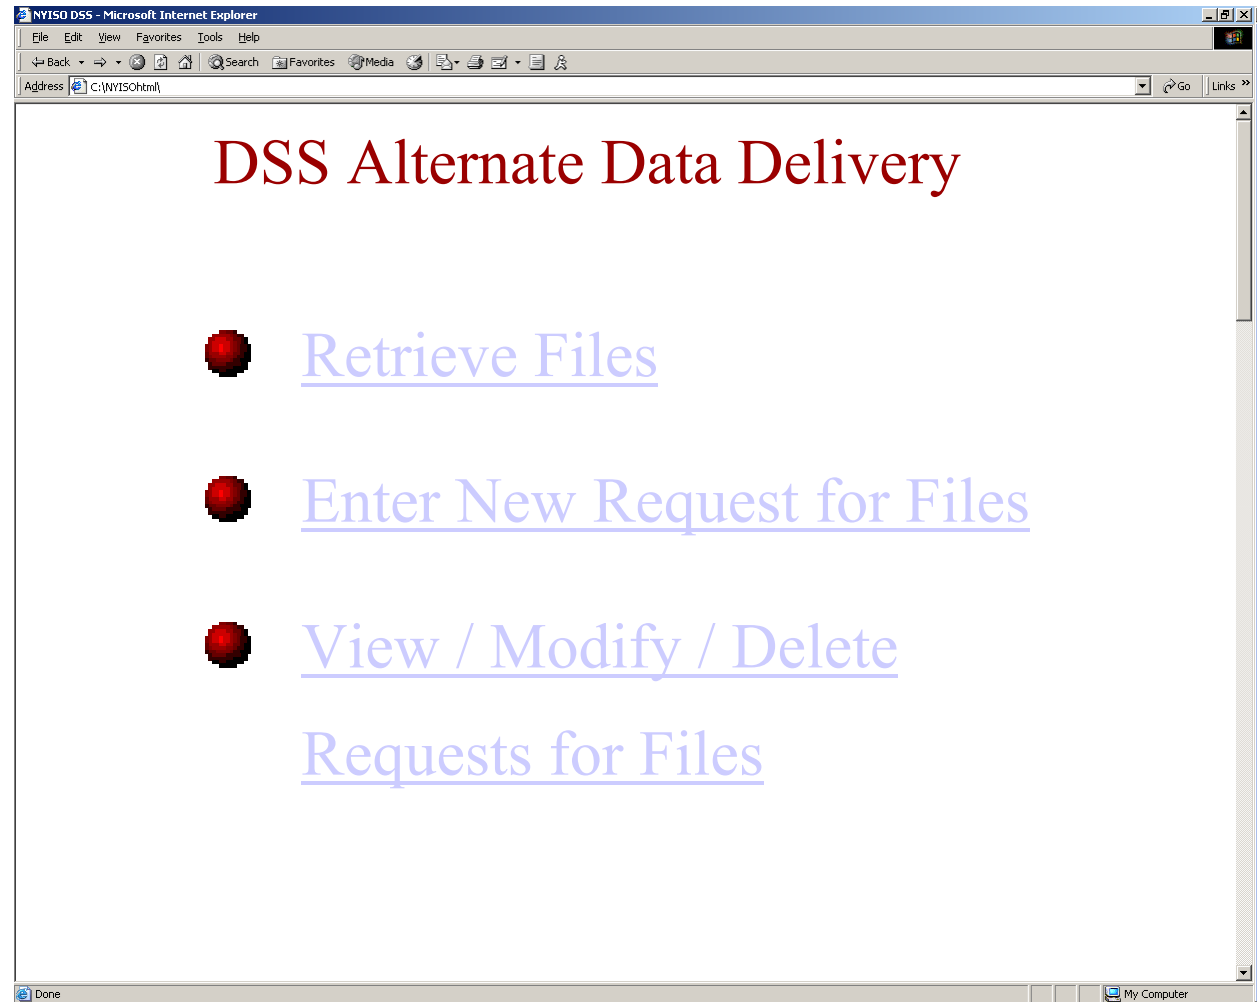 NYISO DSS - Microsoft Internet Explorer
File Edit View Favorites Tools Help
Back Search Favorites Media
Address C:\NYISOhtml\ Go Links »
DSS Alternate Data Delivery
Retrieve Files
Enter New Request for Files
View / Modify / Delete
Requests for Files
Done My Computer